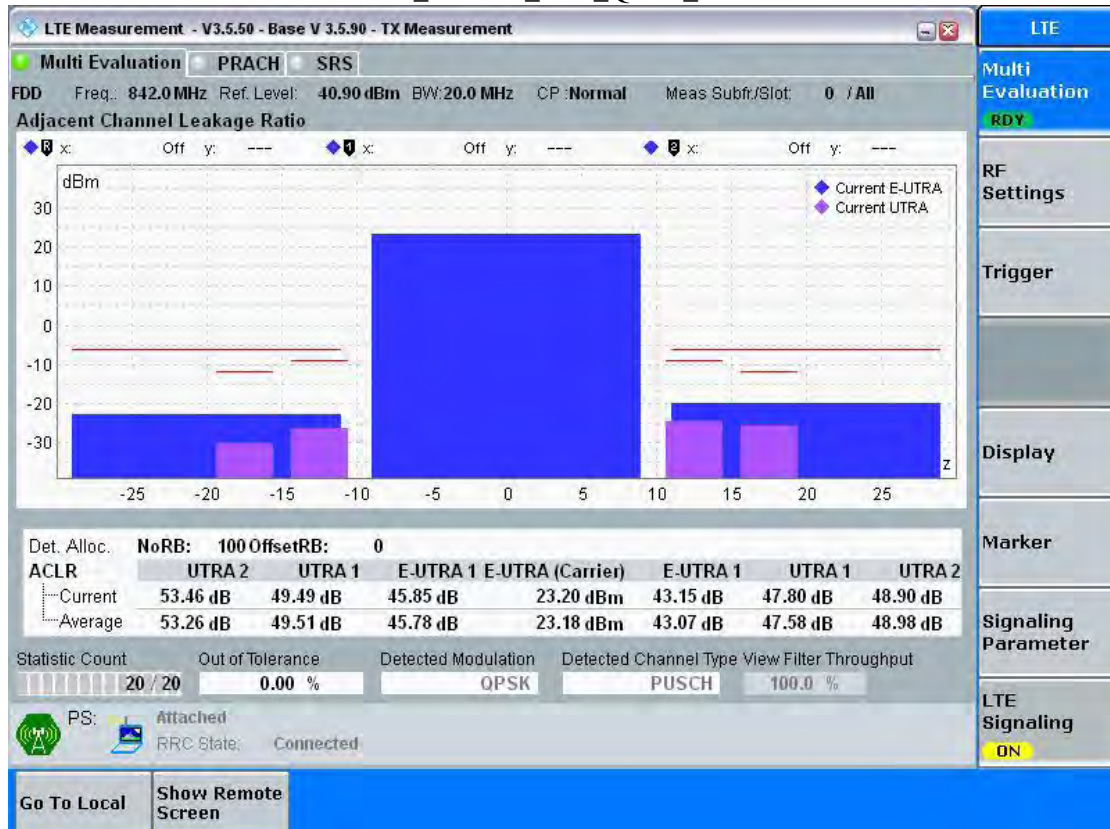 LTE Measurement - V3.5.50 - Base V 3.5.90 - TX Measurement
LTE
Multi Evaluation PRACH SRS
Multi Evaluation
RDY
FDD Freq.: 842.0 MHz Ref. Level: 40.90 dBm BW:20.0 MHz CP :Normal Meas Subfr./Slot: 0 / All
Adjacent Channel Leakage Ratio
R x: Off y: --- 1 x: Off y: --- 2 x: Off y: ---
dBm
Current E-UTRA
Current UTRA
30
20
10
0
-10
-20
-30
z
-25 -20 -15 -10 -5 0 5 10 15 20 25
RF
Settings
Trigger
Display
Marker
Signaling
Parameter
LTE
Signaling
ON
Det. Alloc. NoRB: 100 OffsetRB: 0
ACLR UTRA 2 UTRA 1 E-UTRA 1 E-UTRA (Carrier) E-UTRA 1 UTRA 1 UTRA 2
Current 53.46 dB 49.49 dB 45.85 dB 23.20 dBm 43.15 dB 47.80 dB 48.90 dB
Average 53.26 dB 49.51 dB 45.78 dB 23.18 dBm 43.07 dB 47.58 dB 48.98 dB
Statistic Count Out of Tolerance Detected Modulation Detected Channel Type View Filter Throughput
20 / 20 0.00 % QPSK PUSCH 100.0 %
PS: Attached
RRC State: Connected
Go To Local
Show Remote
Screen